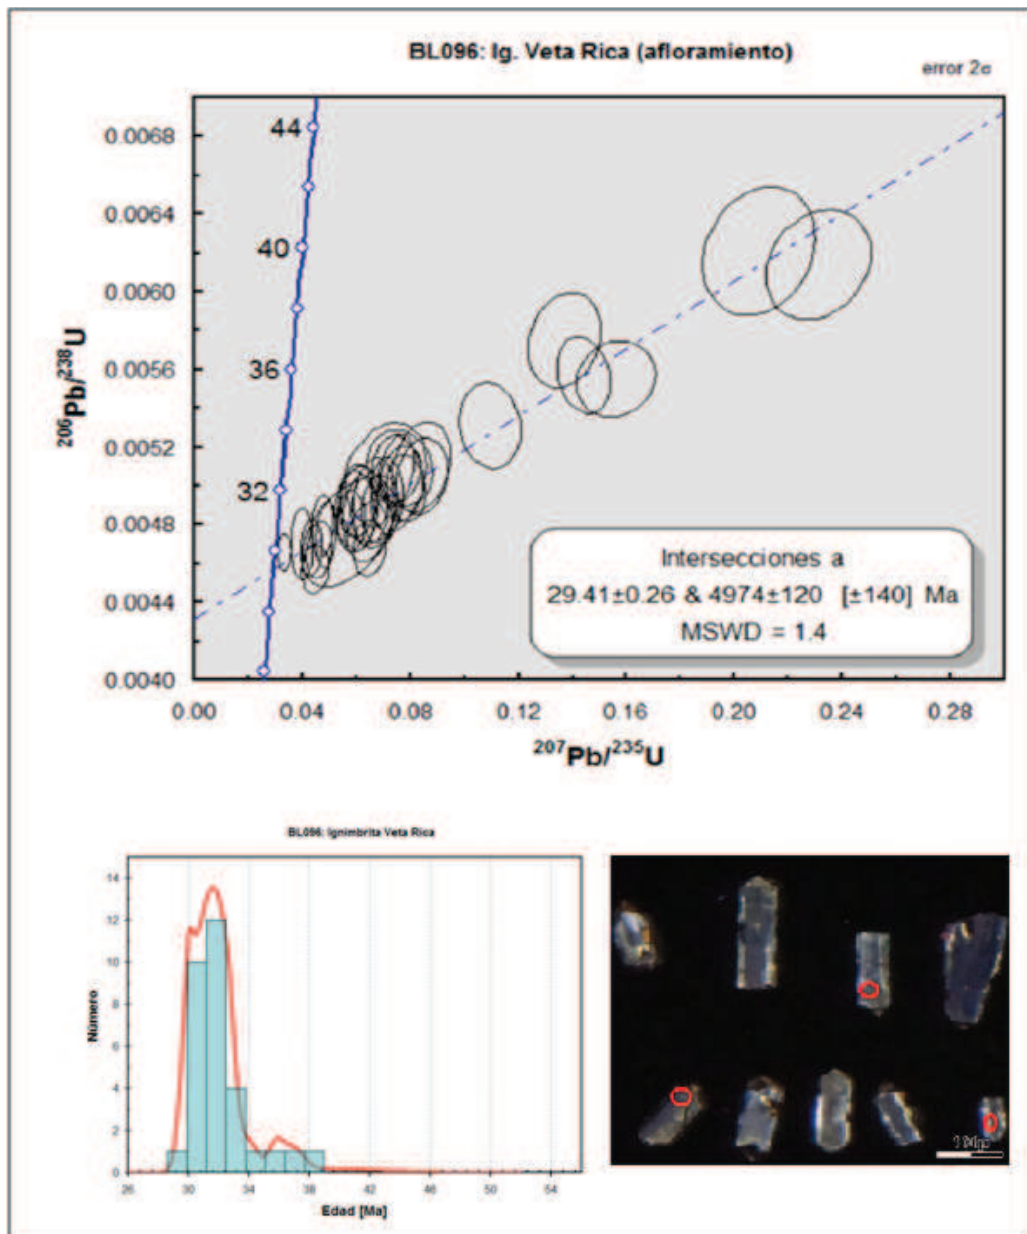 BL096: Ig. Veta Rica (afloramiento)
error 2σ
44
40
36
32
0.0068
0.0064
0.0060
0.0056
0.0052
0.0048
0.0044
0.0040
²⁰⁶Pb/²³⁸U
Intersecciones a
29.41±0.26 & 4974±120 [±140] Ma
MSWD = 1.4
0.00 0.04 0.08 0.12 0.16 0.20 0.24 0.28
²⁰⁷Pb/²³⁵U
BL096: Ignimbrita Veta Rica
14
12
10
8
6
4
2
0
Número
26 30 34 38 42 46 50 54
Edad [Ma]